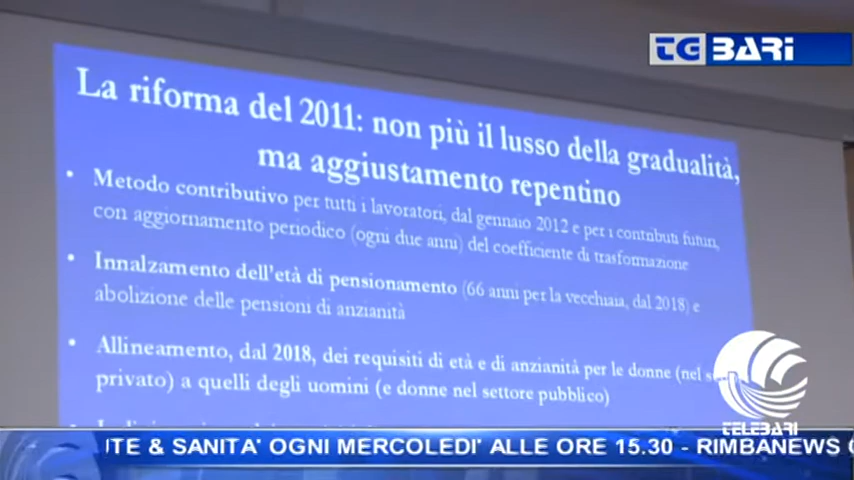 TG BARI
La riforma del 2011: non più il lusso della gradualità,
ma aggiustamento repentino
• Metodo contributivo per tutti i lavoratori, dal gennaio 2012 e per i contributi futuri,
con aggiornamento periodico (ogni due anni) del coefficiente di trasformazione
• Innalzamento dell'età di pensionamento (66 anni per la vecchiaia, dal 2018) e
abolizione delle pensioni di anzianità
• Allineamento, dal 2018, dei requisiti di età e di anzianità per le donne (nel
privato) a quelli degli uomini (e donne nel settore pubblico)
TELEBARI
UTE & SANITA' OGNI MERCOLEDI' ALLE ORE 15.30 - RIMBANEWS